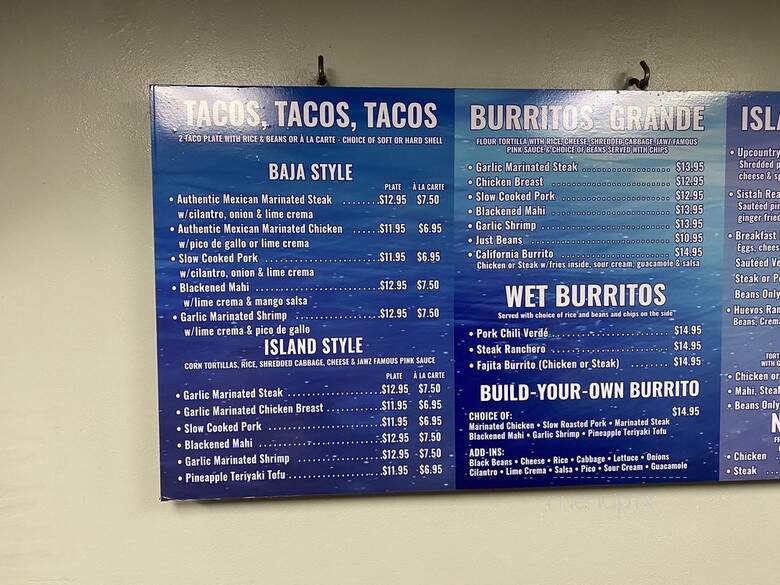 TACOS, TACOS, TACOS
2 TACO PLATE WITH RICE & BEANS OR À LA CARTE - CHOICE OF SOFT OR HARD SHELL
BAJA STYLE
PLATE À LA CARTE
• Authentic Mexican Marinated Steak ........$12.95 $7.50
w/cilantro, onion & lime crema
• Authentic Mexican Marinated Chicken ......$11.95 $6.95
w/pico de gallo or lime crema
• Slow Cooked Pork ........$11.95 $6.95
w/cilantro, onion & lime crema
• Blackened Mahi ........$12.95 $7.50
w/lime crema & mango salsa
• Garlic Marinated Shrimp ........$12.95 $7.50
w/lime crema & pico de gallo
ISLAND STYLE
CORN TORTILLAS, RICE, SHREDDED CABBAGE, CHEESE & JAWZ FAMOUS PINK SAUCE
PLATE À LA CARTE
• Garlic Marinated Steak ........$12.95 $7.50
• Garlic Marinated Chicken Breast ........$11.95 $6.95
• Slow Cooked Pork ........$11.95 $6.95
• Blackened Mahi ........$12.95 $7.50
• Garlic Marinated Shrimp ........$12.95 $7.50
• Pineapple Teriyaki Tofu ........$11.95 $6.95
BURRITOS GRANDE
FLOUR TORTILLA WITH RICE, CHEESE, SHREDDED CABBAGE, JAWZ FAMOUS
PINK SAUCE & CHOICE OF BEANS SERVED WITH CHIPS
• Garlic Marinated Steak ........$13.95
• Chicken Breast ........$12.95
• Slow Cooked Pork ........$12.95
• Blackened Mahi ........$13.95
• Garlic Shrimp ........$13.95
• Just Beans ........$10.95
• California Burrito ........$14.95
Chicken or Steak w/fries inside, sour cream, guacamole & salsa
WET BURRITOS
Served with choice of rice and beans and chips on the side
• Pork Chili Verde ........$14.95
• Steak Ranchero ........$14.95
• Fajita Burrito (Chicken or Steak) ........$14.95
BUILD-YOUR-OWN BURRITO
CHOICE OF: $14.95
Marinated Chicken • Slow Roasted Pork • Marinated Steak
Blackened Mahi • Garlic Shrimp • Pineapple Teriyaki Tofu
ADD-INS:
Black Beans • Cheese • Rice • Cabbage • Lettuce • Onions
Cilantro • Lime Crema • Salsa • Pico • Sour Cream • Guacamole
ISLA
• Upcountry
Shredded p
cheese & s
• Sistah Re
Sautéed pi
ginger frie
• Breakfast
Eggs, chees
Sautéed Ve
Steak or P
Beans Only
• Huevos Ran
Beans, Crem
TORT
WITH G
• Chicken or
• Mahi, Steak
• Beans Only
N
• Chicken
• Steak